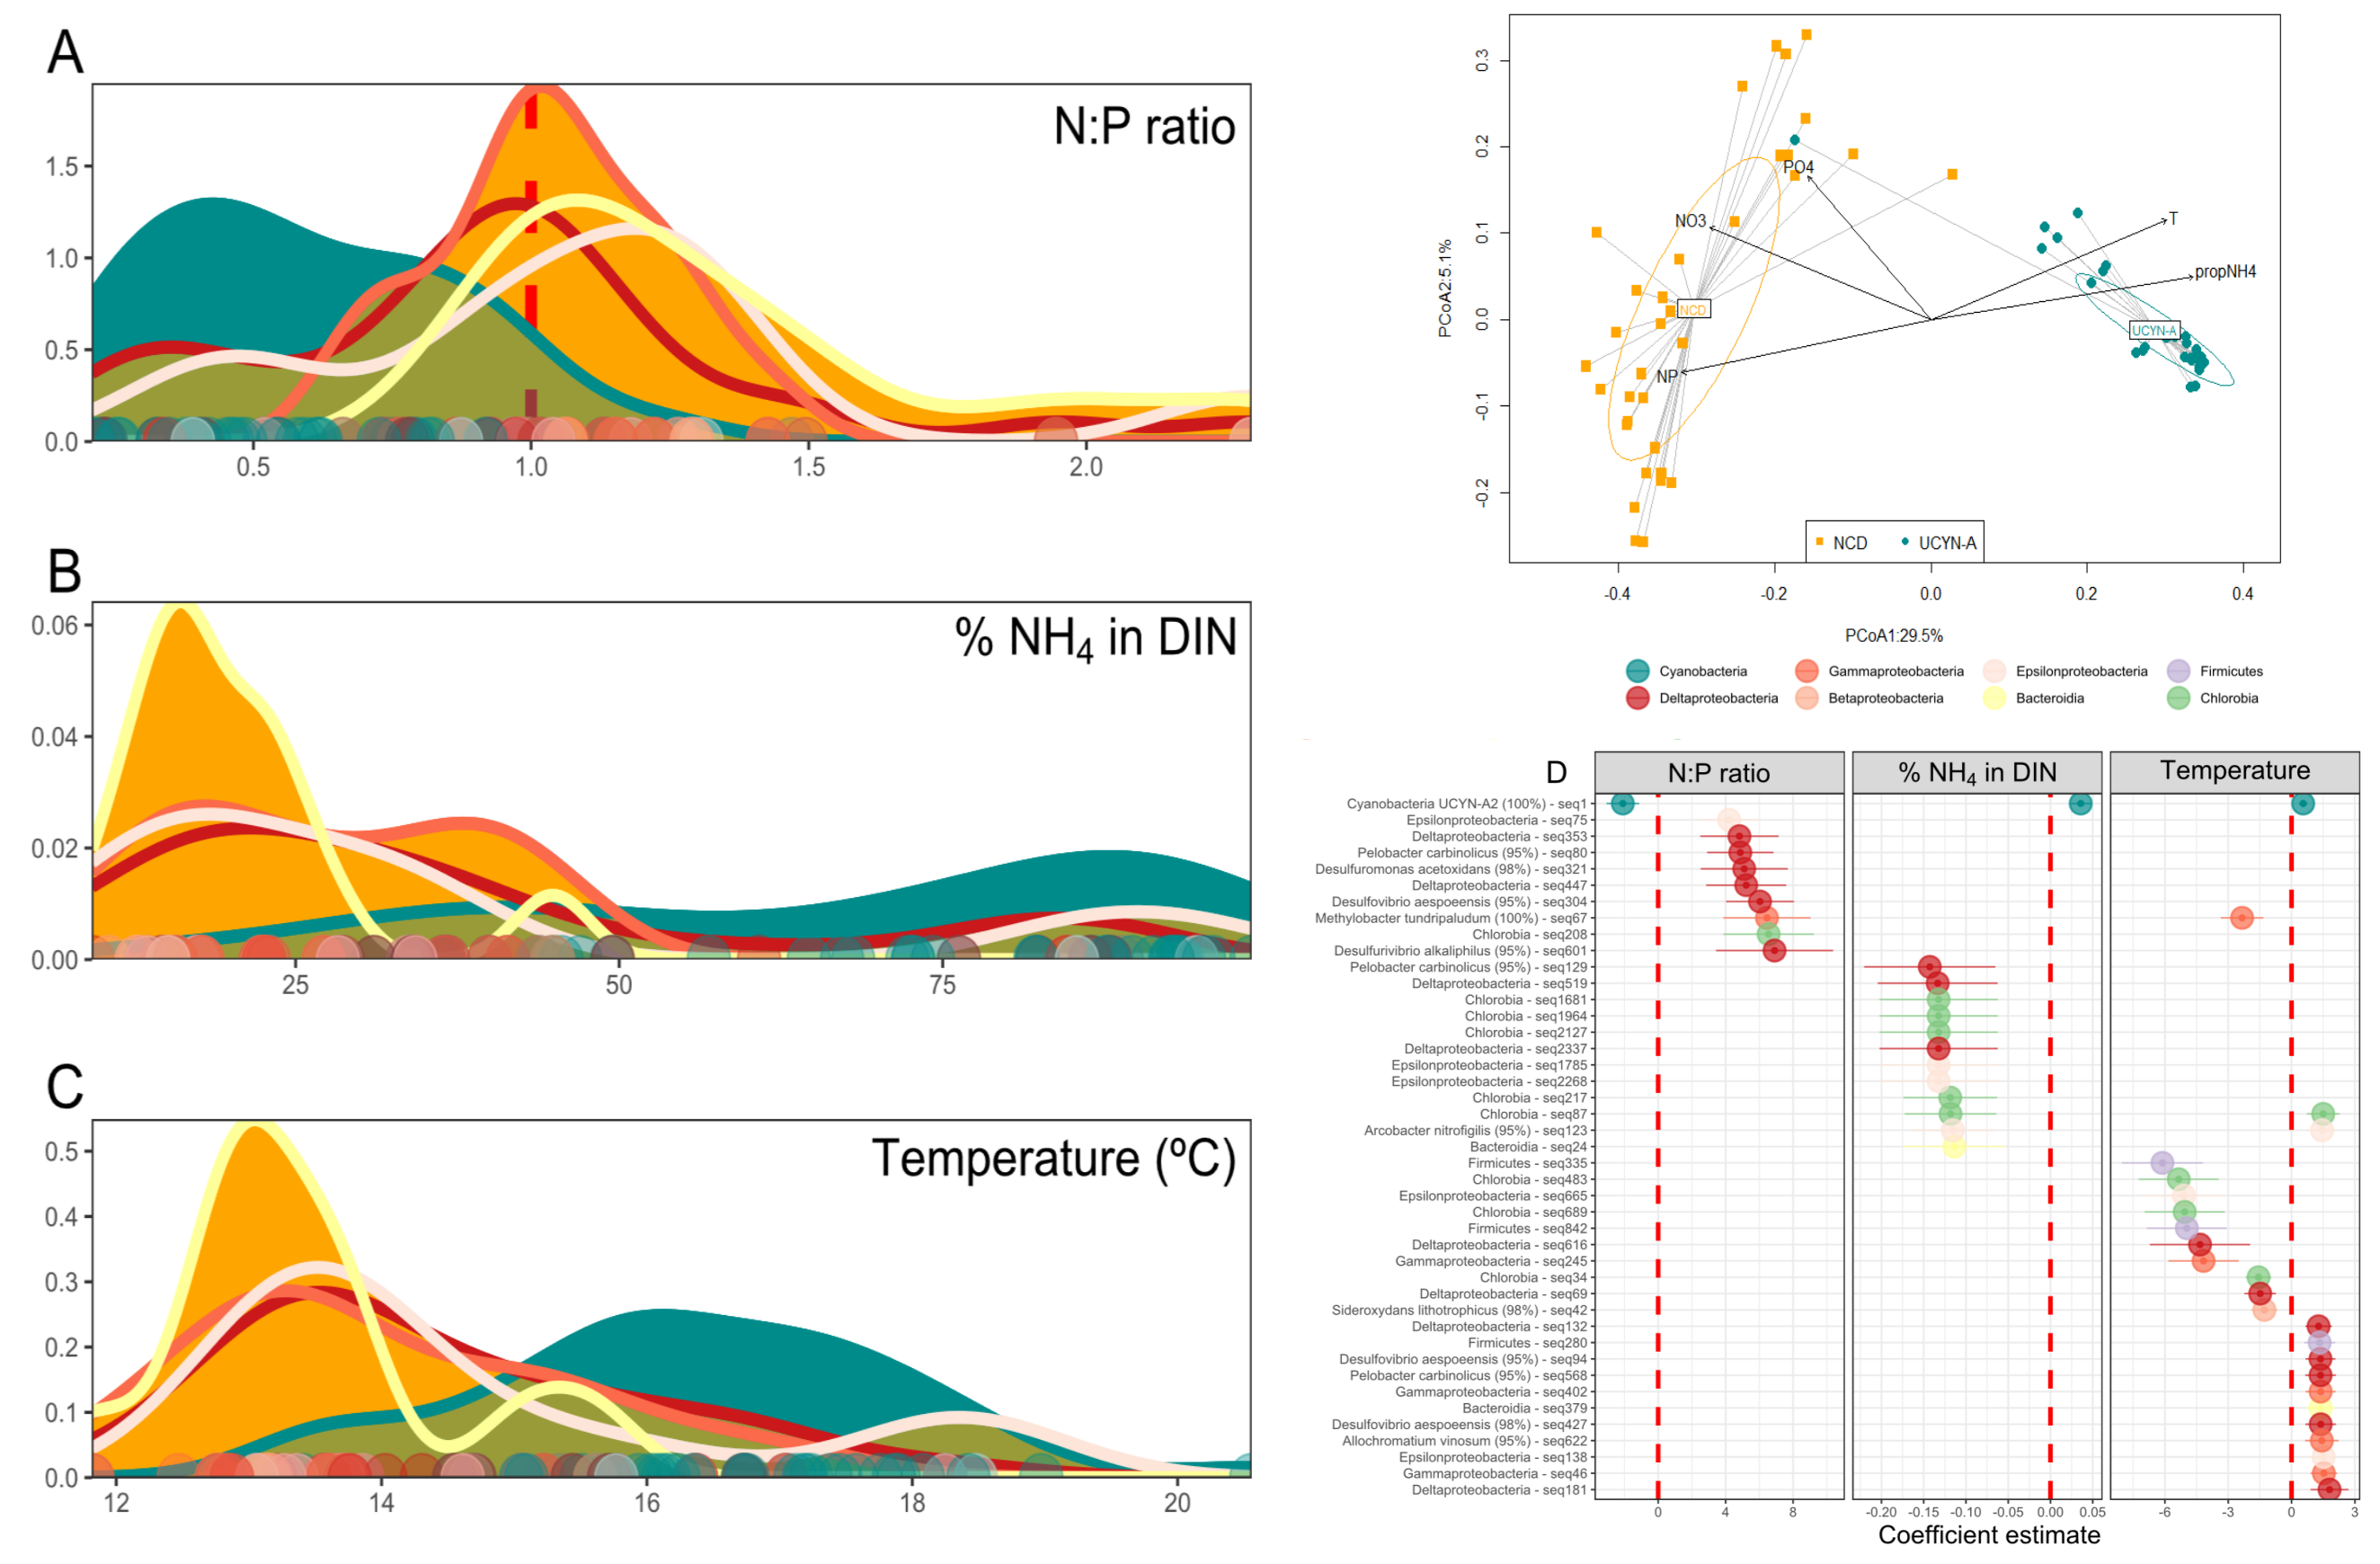 A
N:P ratio
1.5
1.0
0.5
0.0
0.5
1.0
1.5
2.0
B
% NH4 in DIN
0.06
0.04
0.02
0.00
25
50
75
C
Temperature (ºC)
0.5
0.4
0.3
0.2
0.1
0.0
12
14
16
18
20
PCoA2:5.1%
0.3
0.2
0.1
0.0
-0.1
-0.2
PO4
NO3
T
propNH4
NCD
UCYN-A
NP
NCD
UCYN-A
-0.4
-0.2
0.0
0.2
0.4
PCoA1:29.5%
Cyanobacteria
Gammaproteobacteria
Epsilonproteobacteria
Firmicutes
Deltaproteobacteria
Betaproteobacteria
Bacteroidia
Chlorobia
D
N:P ratio
% NH4 in DIN
Temperature
Cyanobacteria UCYN-A2 (100%) - seq1
Epsilonproteobacteria - seq75
Deltaproteobacteria - seq353
Pelobacter carbinolicus (95%) - seq80
Desulfuromonas acetoxidans (98%) - seq321
Deltaproteobacteria - seq447
Desulfovibrio aespoeensis (95%) - seq304
Methylobacter tundripaludum (100%) - seq67
Chlorobia - seq208
Desulfurivibrio alkaliphilus (95%) - seq601
Pelobacter carbinolicus (95%) - seq129
Deltaproteobacteria - seq519
Chlorobia - seq1681
Chlorobia - seq1964
Chlorobia - seq2127
Deltaproteobacteria - seq2337
Epsilonproteobacteria - seq1785
Epsilonproteobacteria - seq2268
Chlorobia - seq217
Chlorobia - seq87
Arcobacter nitrofigilis (95%) - seq123
Bacteroidia - seq24
Firmicutes - seq335
Chlorobia - seq483
Epsilonproteobacteria - seq665
Chlorobia - seq689
Firmicutes - seq842
Deltaproteobacteria - seq616
Gammaproteobacteria - seq245
Chlorobia - seq34
Deltaproteobacteria - seq69
Sideroxydans lithotrophicus (98%) - seq42
Deltaproteobacteria - seq132
Firmicutes - seq280
Desulfovibrio aespoeensis (95%) - seq94
Pelobacter carbinolicus (95%) - seq568
Gammaproteobacteria - seq402
Bacteroidia - seq379
Desulfovibrio aespoeensis (98%) - seq427
Allochromatium vinosum (95%) - seq622
Epsilonproteobacteria - seq138
Gammaproteobacteria - seq46
Deltaproteobacteria - seq181
0
4
8
-0.20
-0.15
-0.10
-0.05
0.00
0.05
-6
-3
0
3
Coefficient estimate